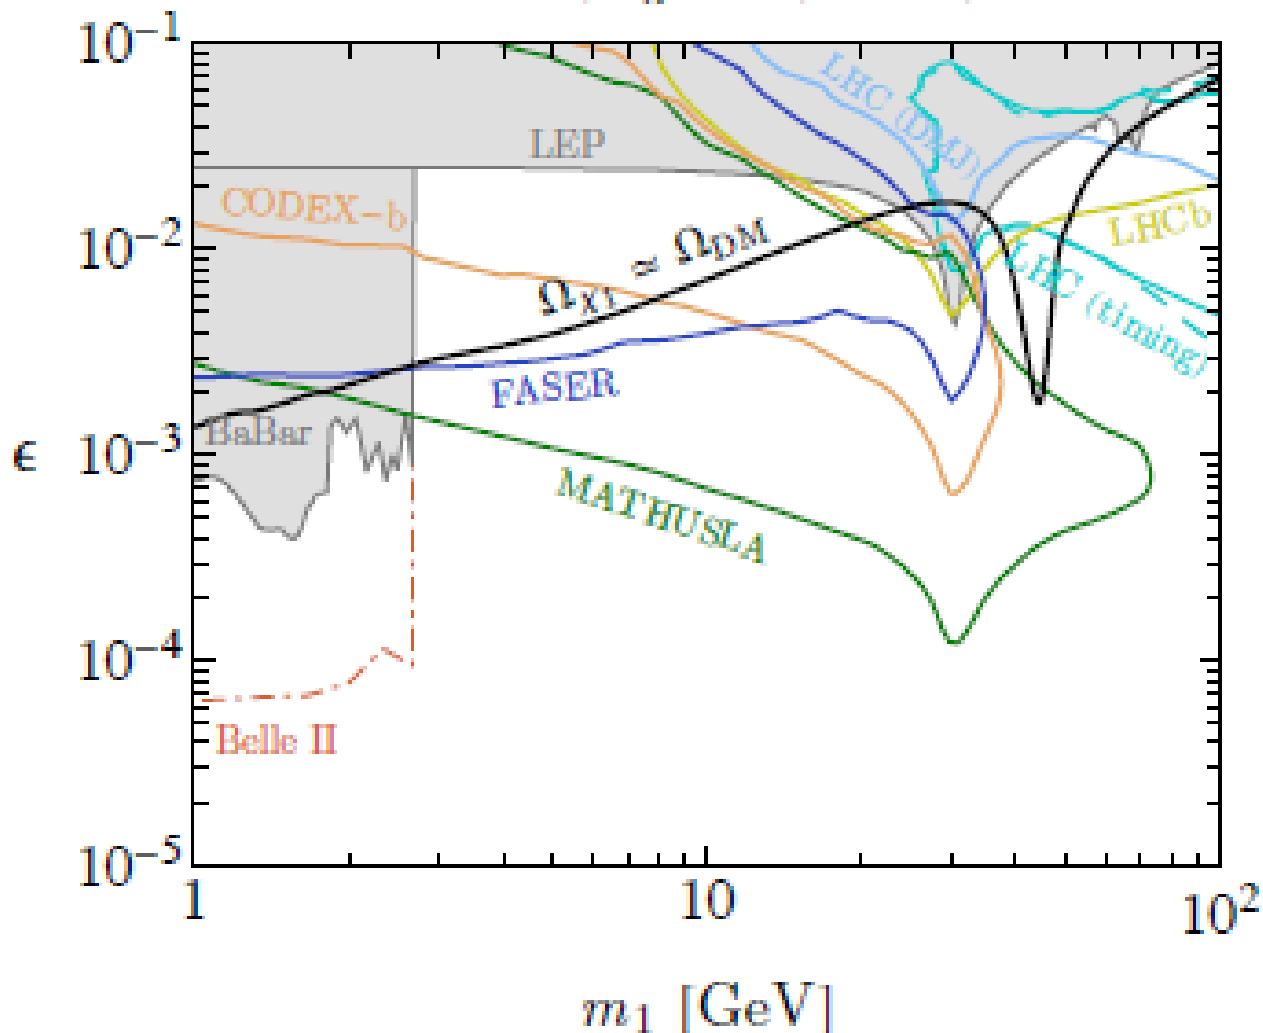 10⁻¹
LHC (DMJ)
LEP
CODEX-b
LHCb
10⁻²
Ω_X1 ≃ Ω_DM
LHC (timing)
FASER
BaBar
ϵ
10⁻³
MATHUSLA
10⁻⁴
Belle II
10⁻⁵
1
10
10²
m₁ [GeV]